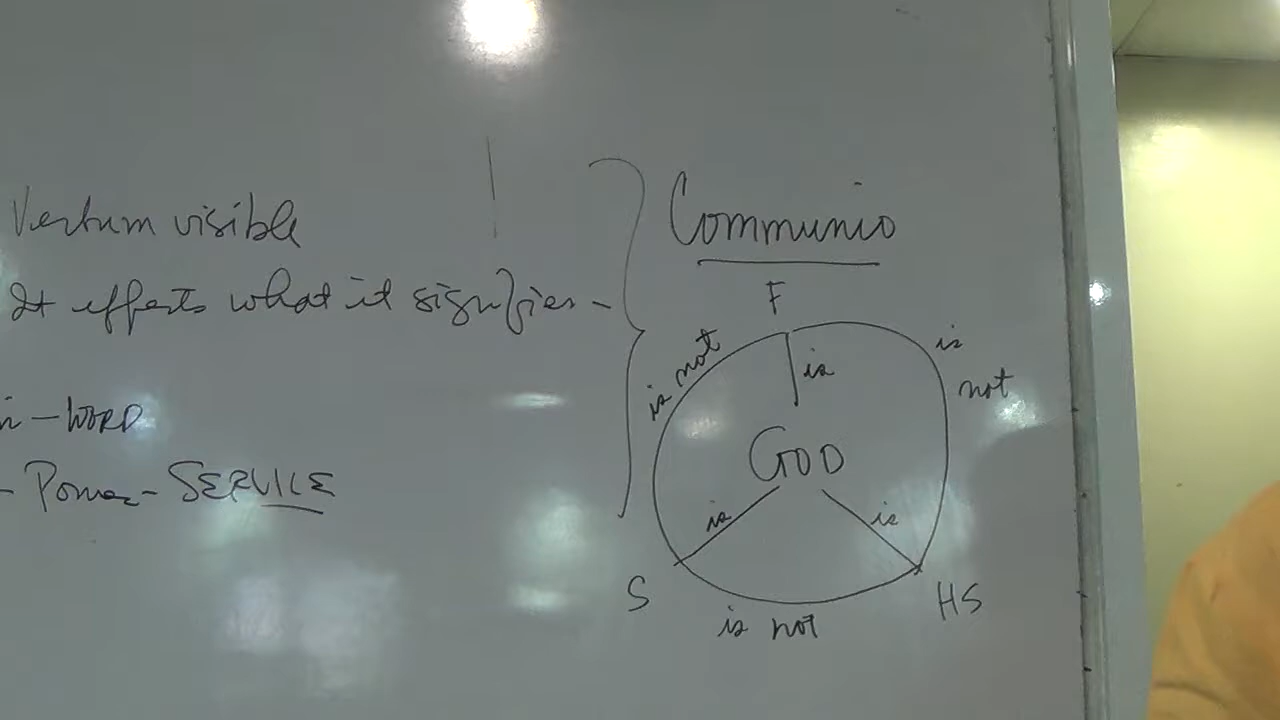 Verbum visible
It effects what it signifies -
- WORD
- Power - SERVICE
Communio
F
is not
is
is
not
GOD
is
is
S
HS
is not